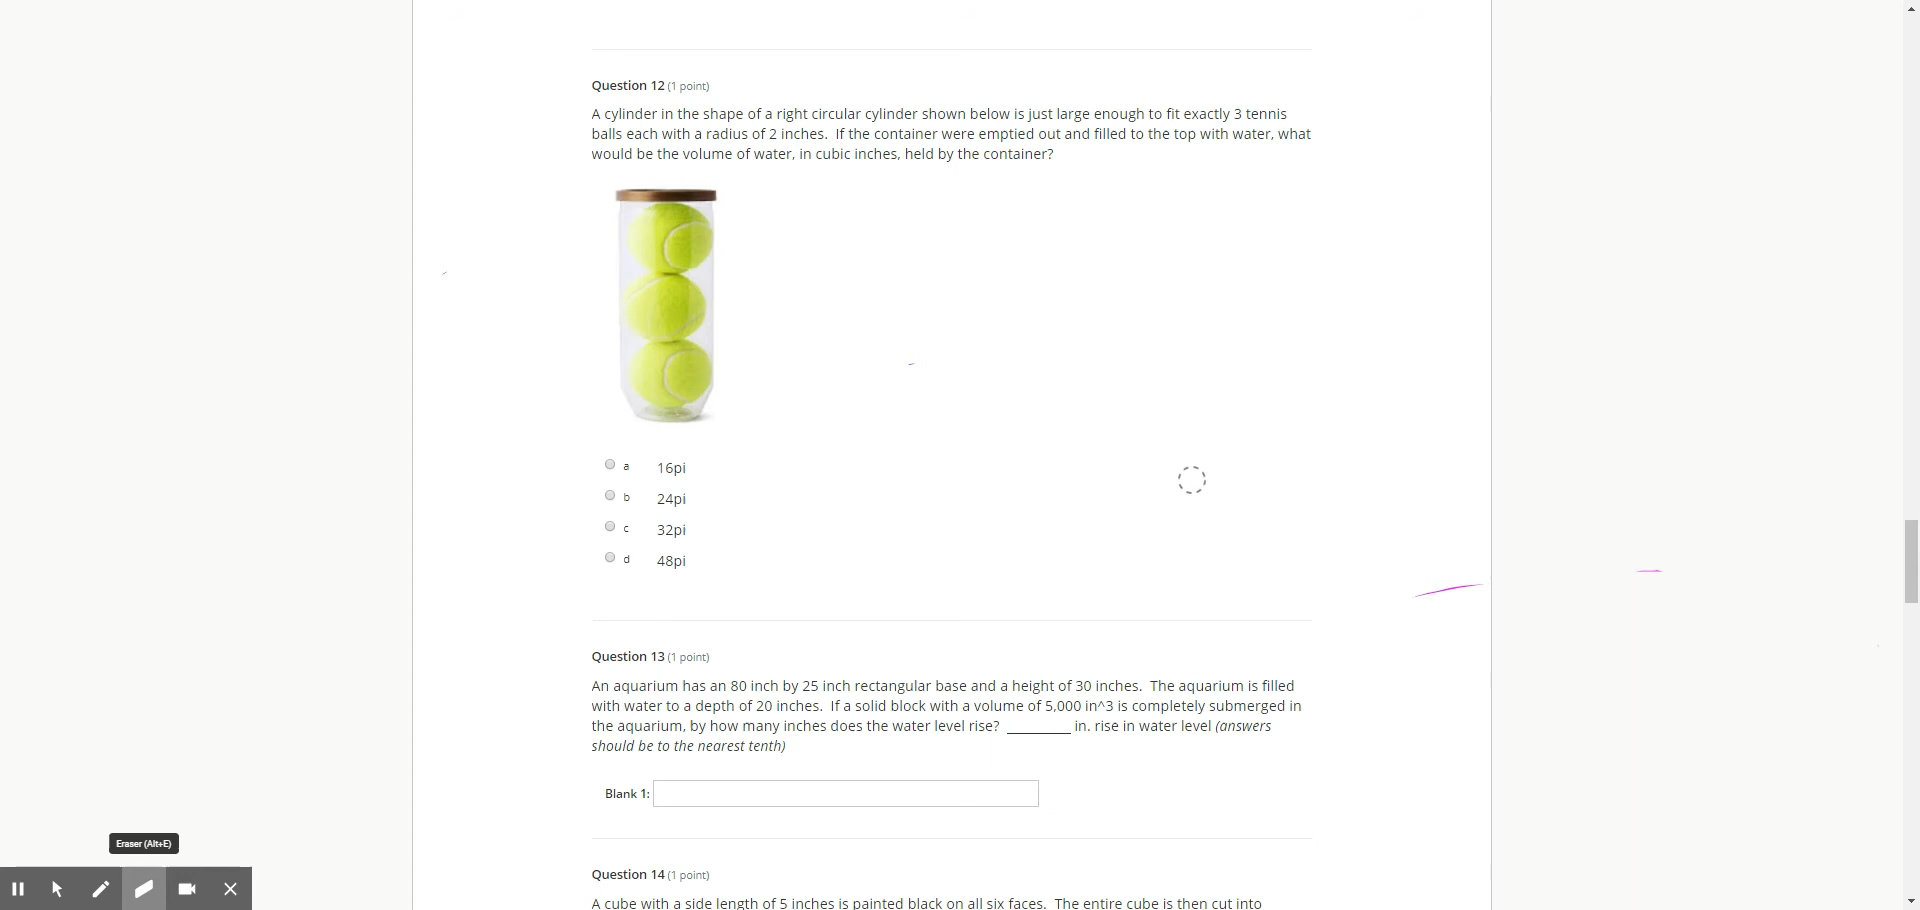 Question 12 (1 point)
A cylinder in the shape of a right circular cylinder shown below is just large enough to fit exactly 3 tennis
balls each with a radius of 2 inches.  If the container were emptied out and filled to the top with water, what
would be the volume of water, in cubic inches, held by the container?
a 16pi
b 24pi
c 32pi
d 48pi
Question 13 (1 point)
An aquarium has an 80 inch by 25 inch rectangular base and a height of 30 inches.  The aquarium is filled
with water to a depth of 20 inches.  If a solid block with a volume of 5,000 in^3 is completely submerged in
the aquarium, by how many inches does the water level rise? ________ in. rise in water level (answers
should be to the nearest tenth)
Blank 1:
Eraser (Alt+E)
Question 14 (1 point)
A cube with a side length of 5 inches is painted black on all six faces.  The entire cube is then cut into